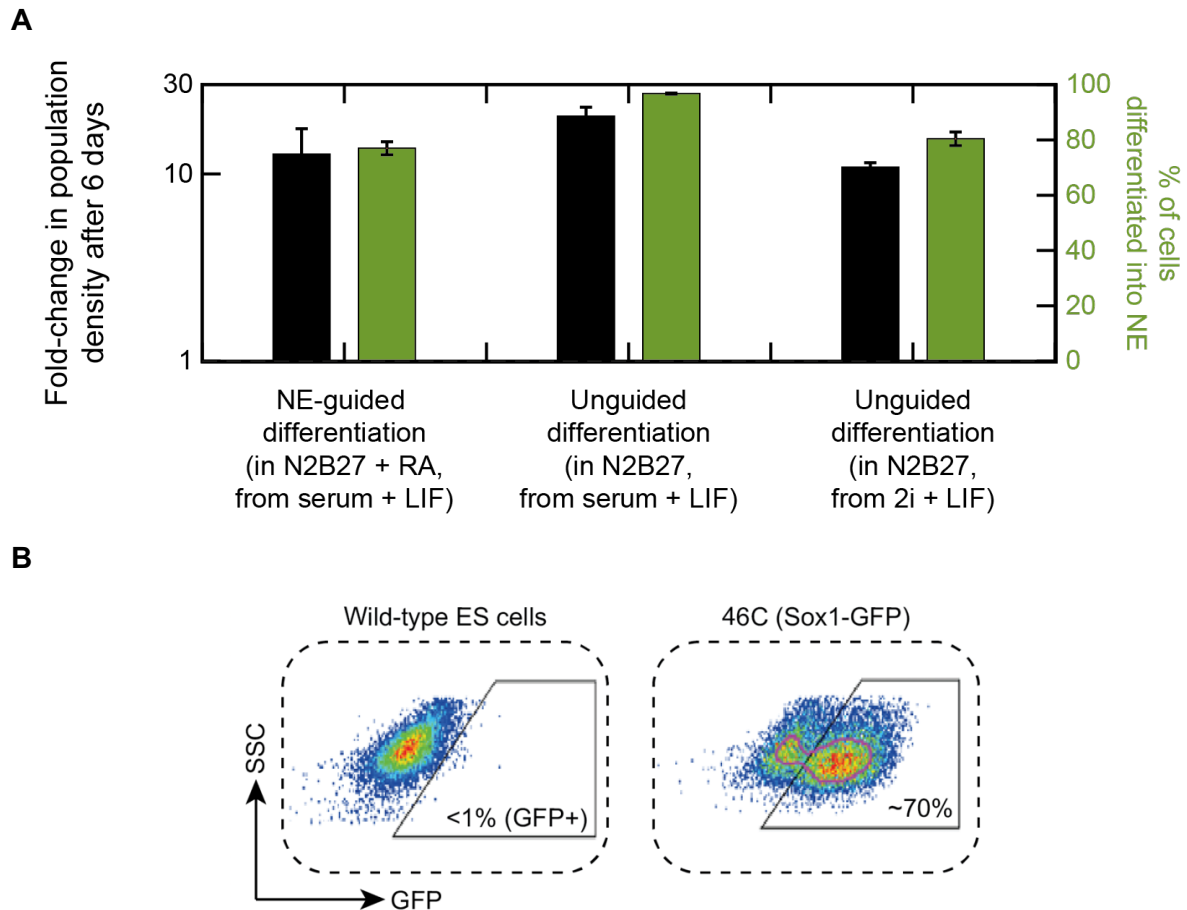 A
Fold-change in population
density after 6 days
30
10
1
100
80
60
40
20
0
% of cells
differentiated into NE
NE-guided
differentiation
(in N2B27 + RA,
from serum + LIF)
Unguided
differentiation
(in N2B27,
from serum + LIF)
Unguided
differentiation
(in N2B27,
from 2i + LIF)
B
Wild-type ES cells
46C (Sox1-GFP)
SSC
<1% (GFP+)
~70%
GFP